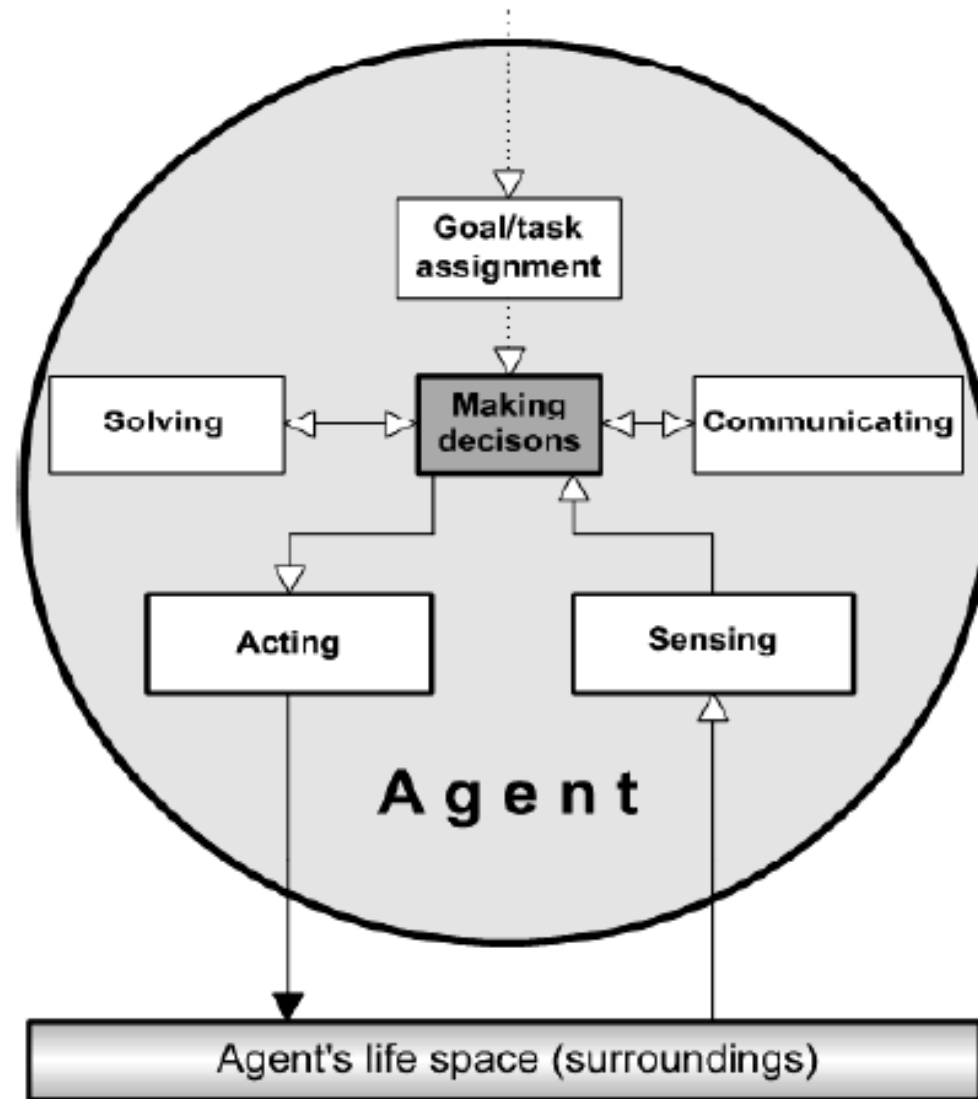 Goal/task
assignment
Solving
Making
decisons
Communicating
Acting
Sensing
Agent
Agent's life space (surroundings)